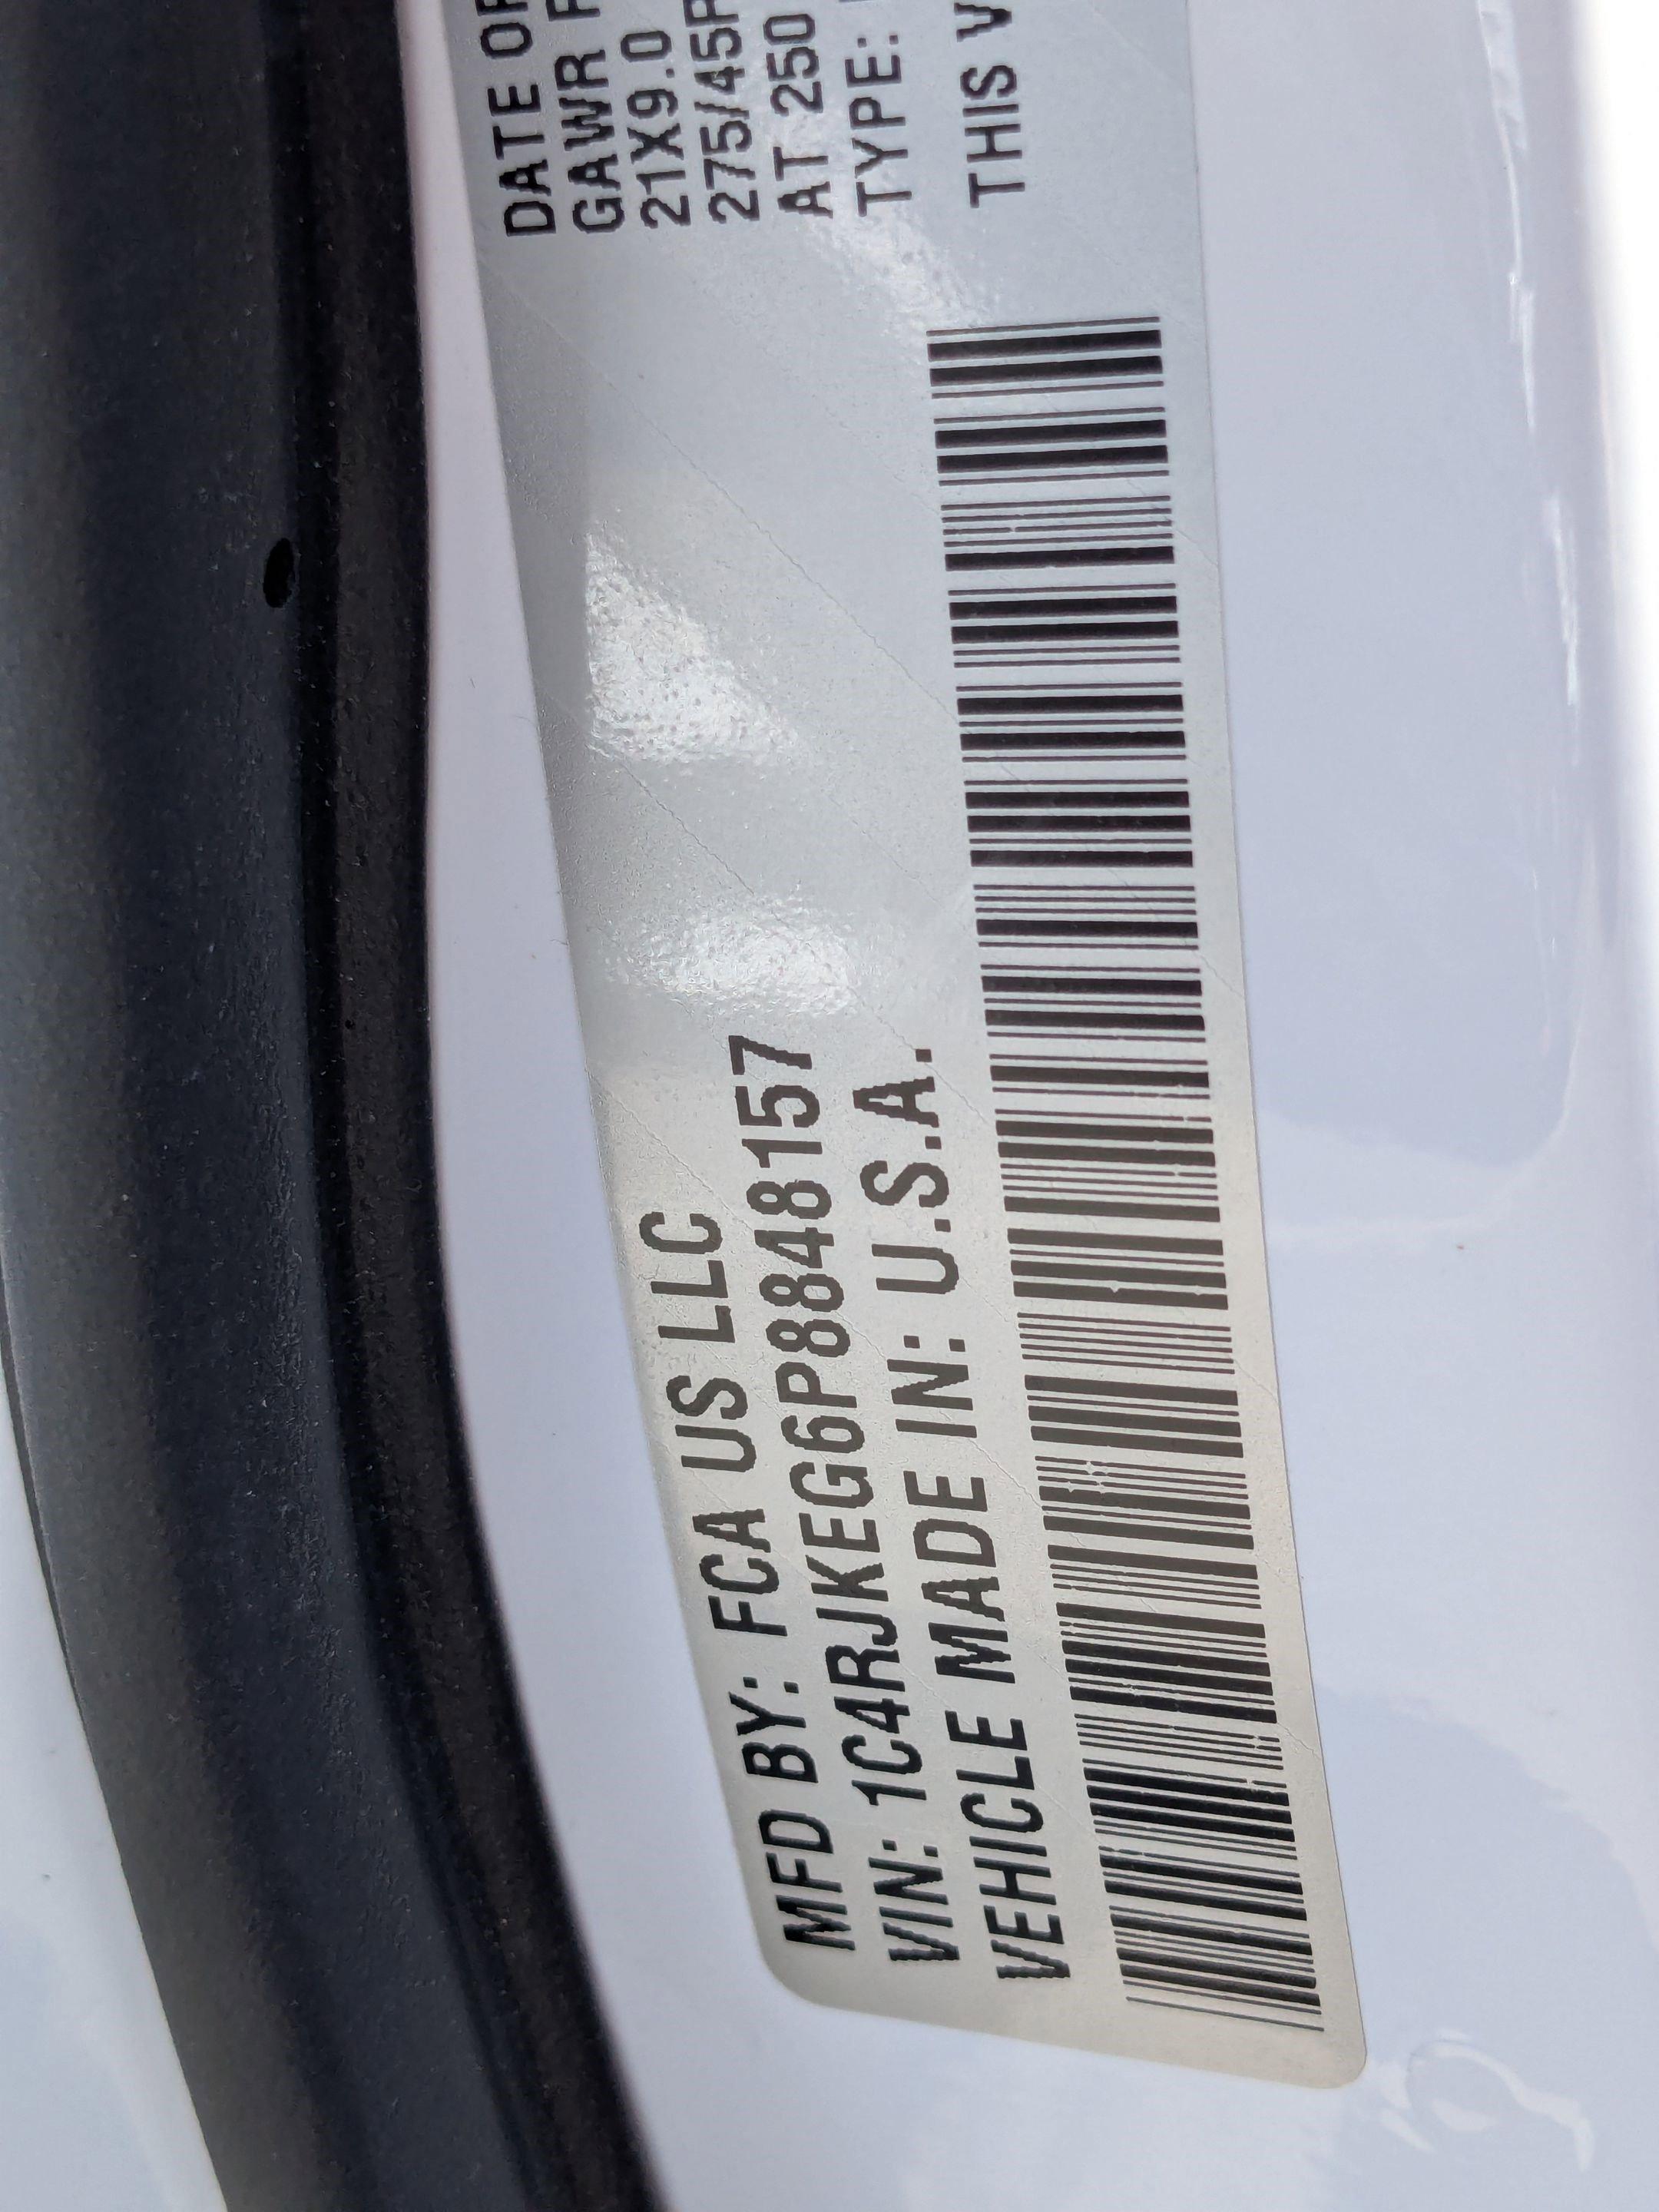 MFD BY: FCA US LLC
VIN: 1C4RJKEG6P8848157
VEHICLE MADE IN: U.S.A.
DATE OF
GAWR
21X9.0
275/45R
AT 250
TYPE:
THIS